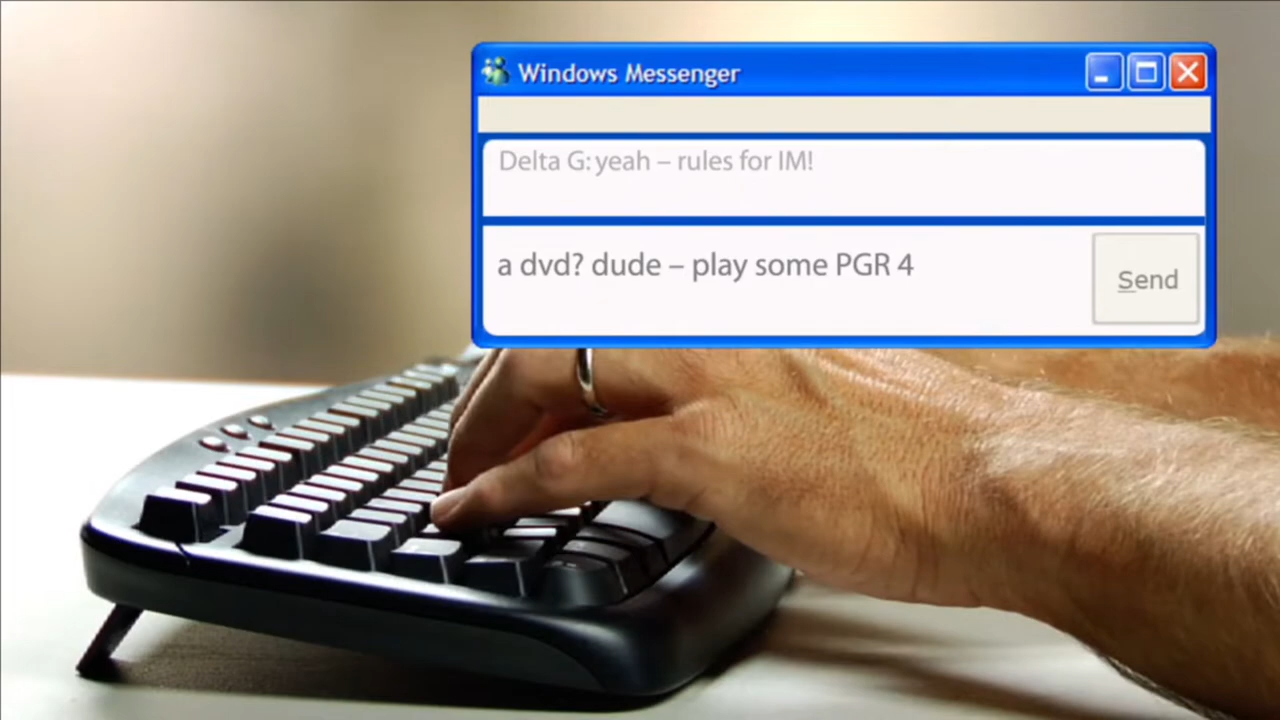 Windows Messenger
Delta G: yeah – rules for IM!
a dvd? dude – play some PGR 4
Send